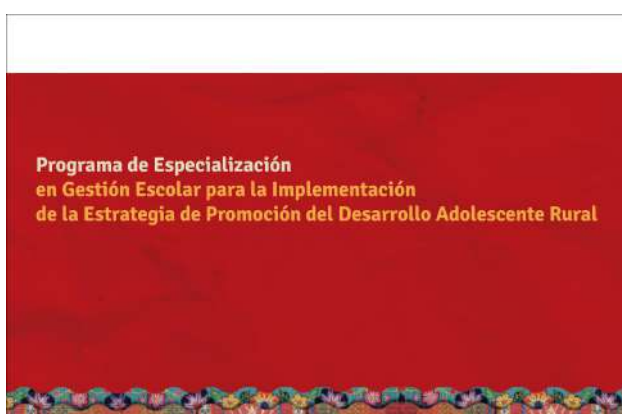 Programa de Especialización
en Gestión Escolar para la Implementación
de la Estrategia de Promoción del Desarrollo Adolescente Rural